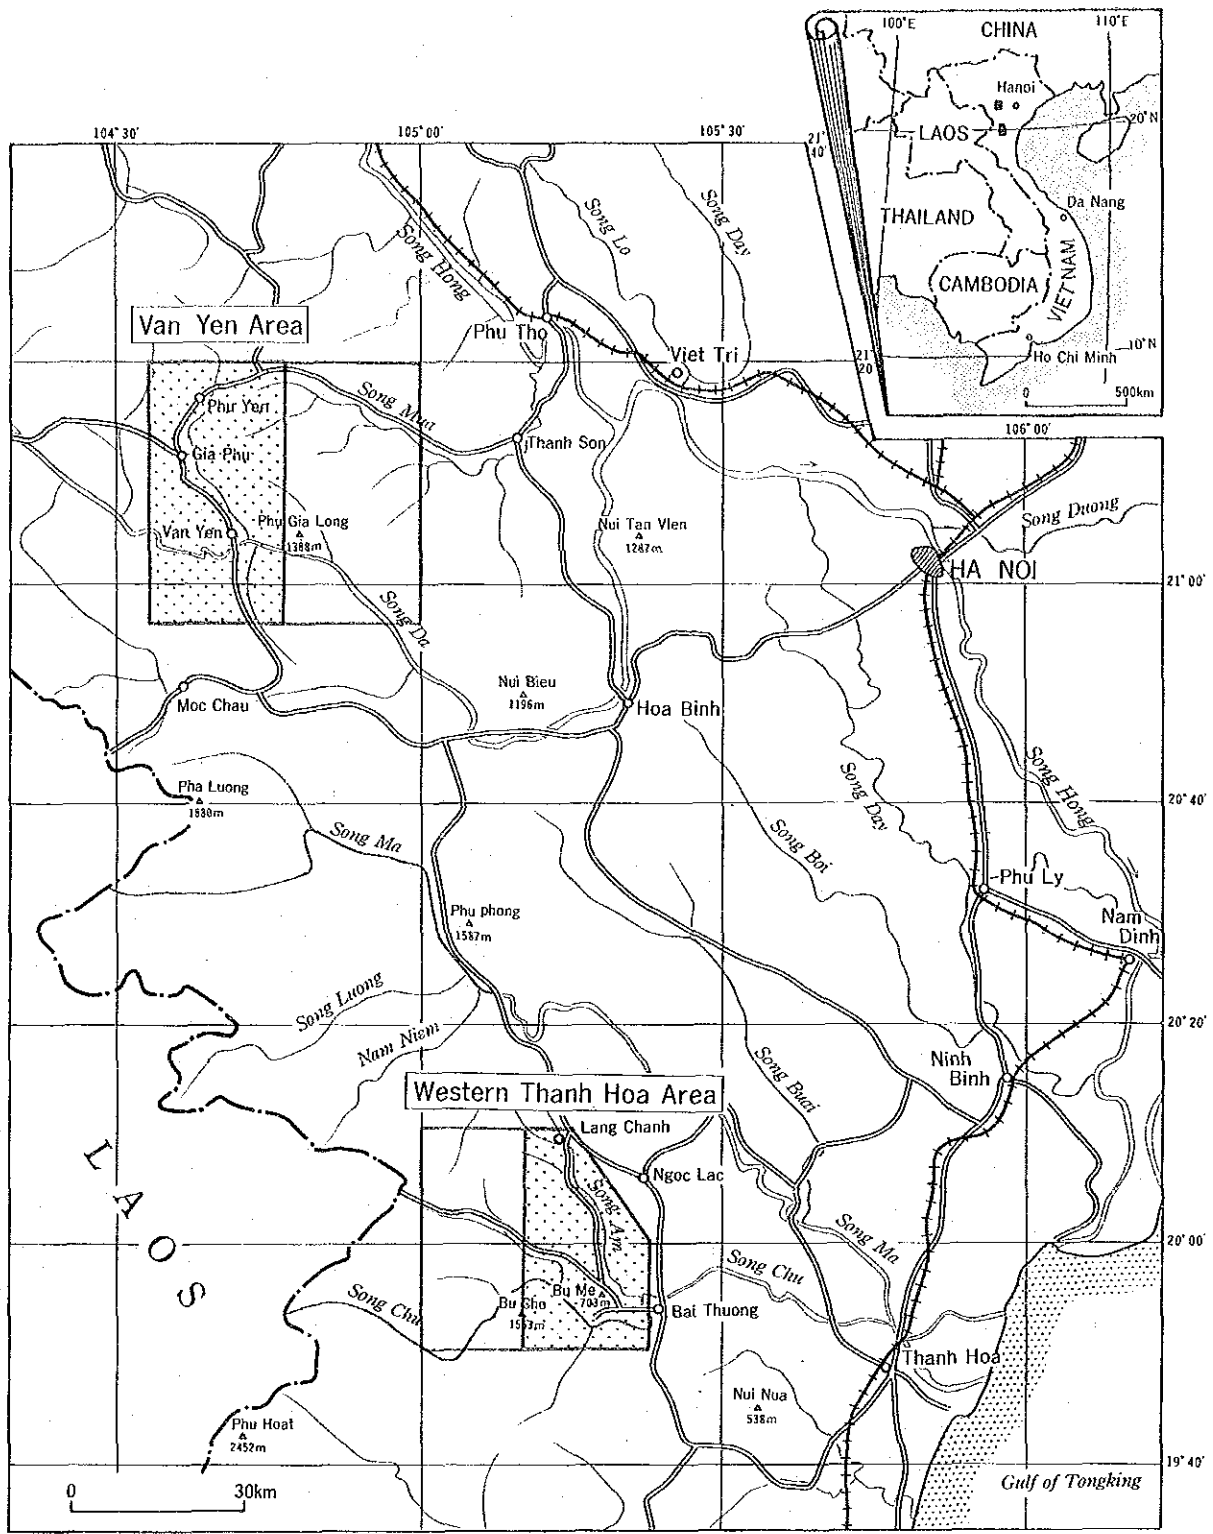 100°E
110°E
CHINA
Hanoi
20°N
LAOS
Da Nang
THAILAND
VIETNAM
CAMBODIA
10°N
Ho Chi Minh
0
500km
104°30'
105°00'
105°30'
21°
40'
Song Lo
Song Day
Song Hong
Van Yen Area
Phu Tho
Viet Tri
21°
20'
Phu Yen
Song Mua
106°00'
Thanh Son
Gia Phu
Van Yen
Phu Gia Long
1388m
Nui Tan Vien
1287m
Song Duong
HA NOI
21°00'
Song Da
Nui Bieu
1196m
Moc Chau
Hoa Binh
Pha Luong
1880m
Song Hong
Song Day
20°40'
Song Ma
Song Boi
Phu Ly
Phu phong
1587m
Nam
Dinh
Song Luong
Nam Niem
20°20'
Ninh
Binh
Song Buai
Western Thanh Hoa Area
Lang Chanh
Ngoc Lac
Song Am
LAOS
Song Ma
20°00'
Song Chu
Song Chu
Bu Me
703m
Bu Cho
1563m
Bai Thuong
Thanh Hoa
Nui Nua
538m
Phu Hoat
2452m
19°40'
Gulf of Tongking
0
30km